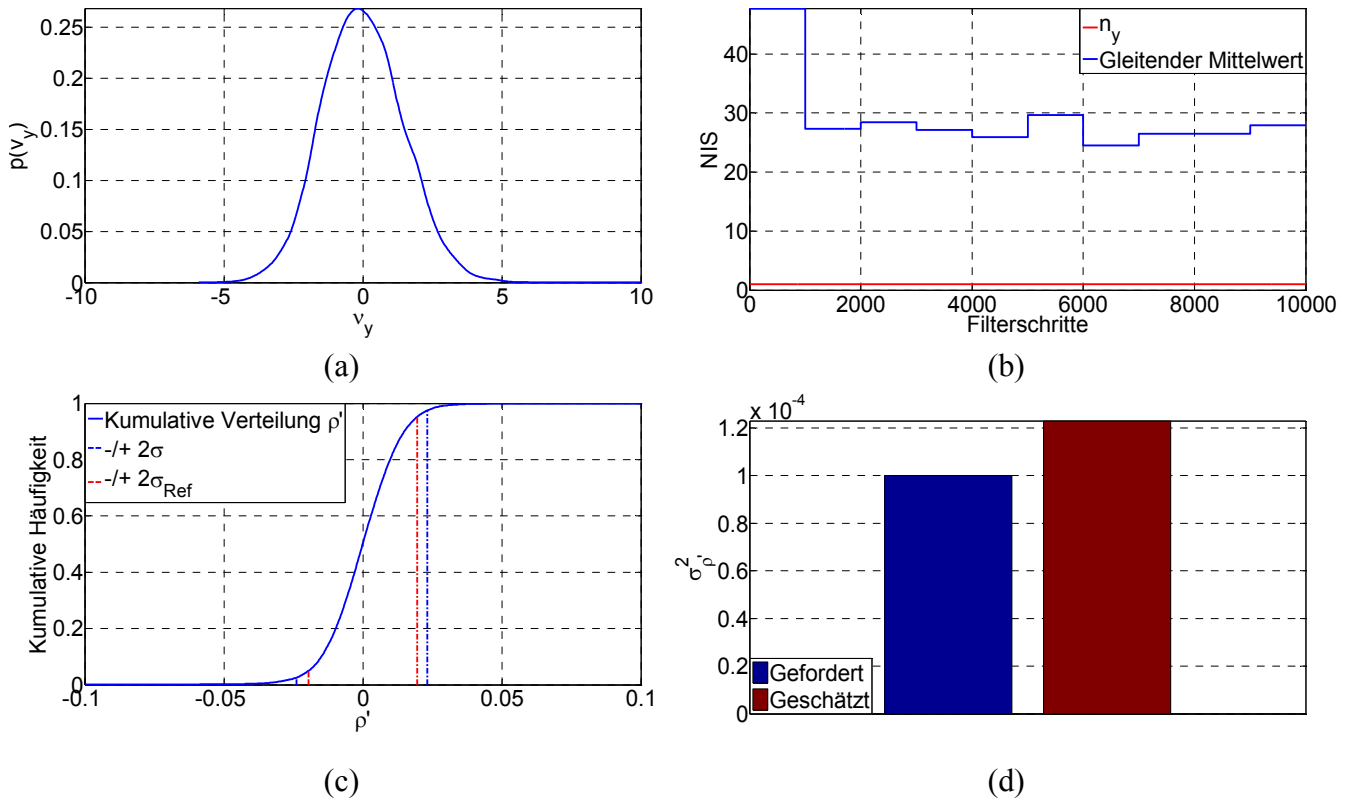 0.25
0.2
0.15
0.1
0.05
0
-10
-5
0
5
10
p(ν_y)
ν_y
(a)
40
30
20
10
0
2000
4000
6000
8000
10000
NIS
Filterschritte
n_y
Gleitender Mittelwert
(b)
1
0.8
0.6
0.4
0.2
0
-0.1
-0.05
0
0.05
0.1
Kumulative Häufigkeit
ρ'
Kumulative Verteilung ρ'
-/+ 2σ
-/+ 2σ_Ref
(c)
x 10^-4
1.2
1
0.8
0.6
0.4
0.2
0
σ²_ρ'
Gefordert
Geschätzt
(d)